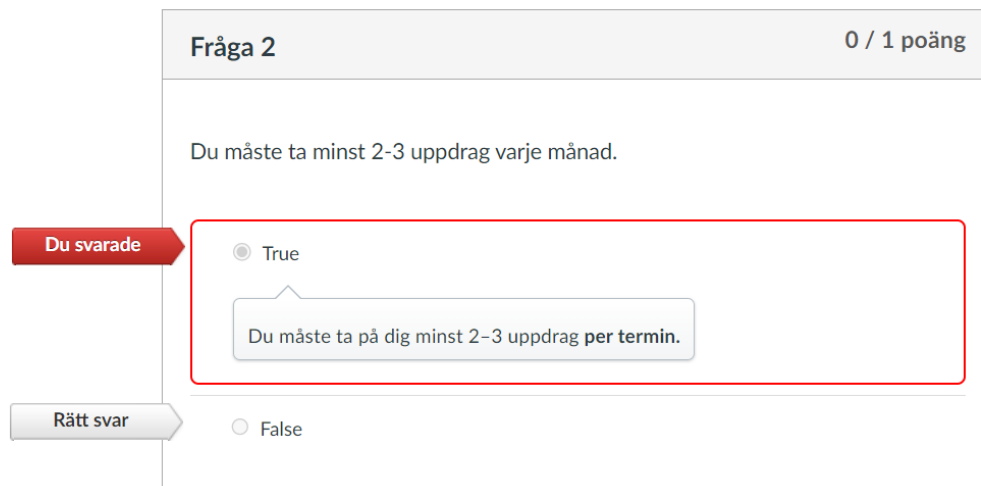 Fråga 2
0 / 1 poäng
Du måste ta minst 2-3 uppdrag varje månad.
Du svarade
True
Du måste ta på dig minst 2–3 uppdrag per termin.
Rätt svar
False